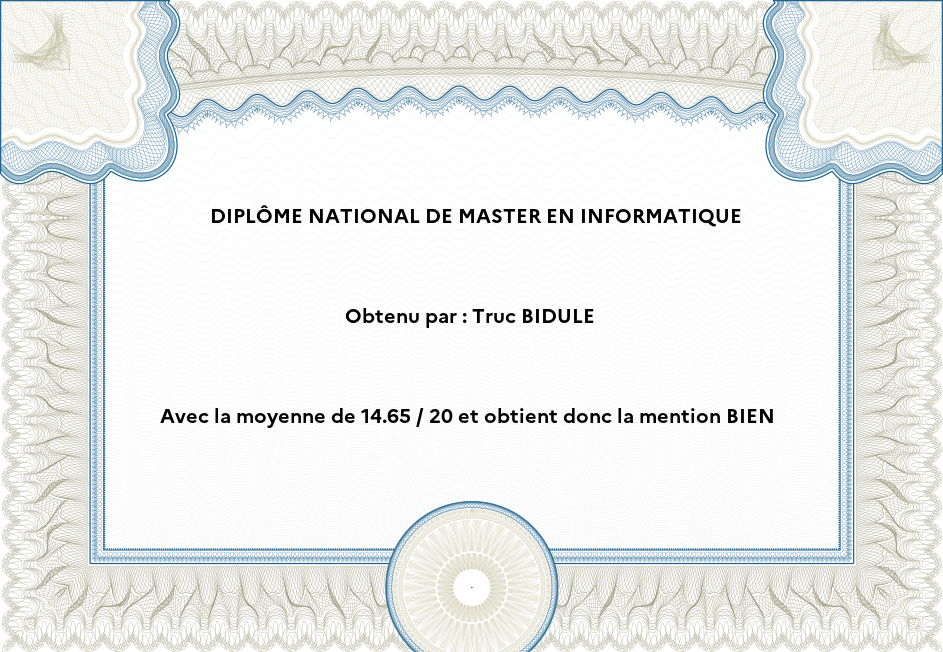 DIPLÔME NATIONAL DE MASTER EN INFORMATIQUE
Obtenu par : Truc BIDULE
Avec la moyenne de 14.65 / 20 et obtient donc la mention BIEN